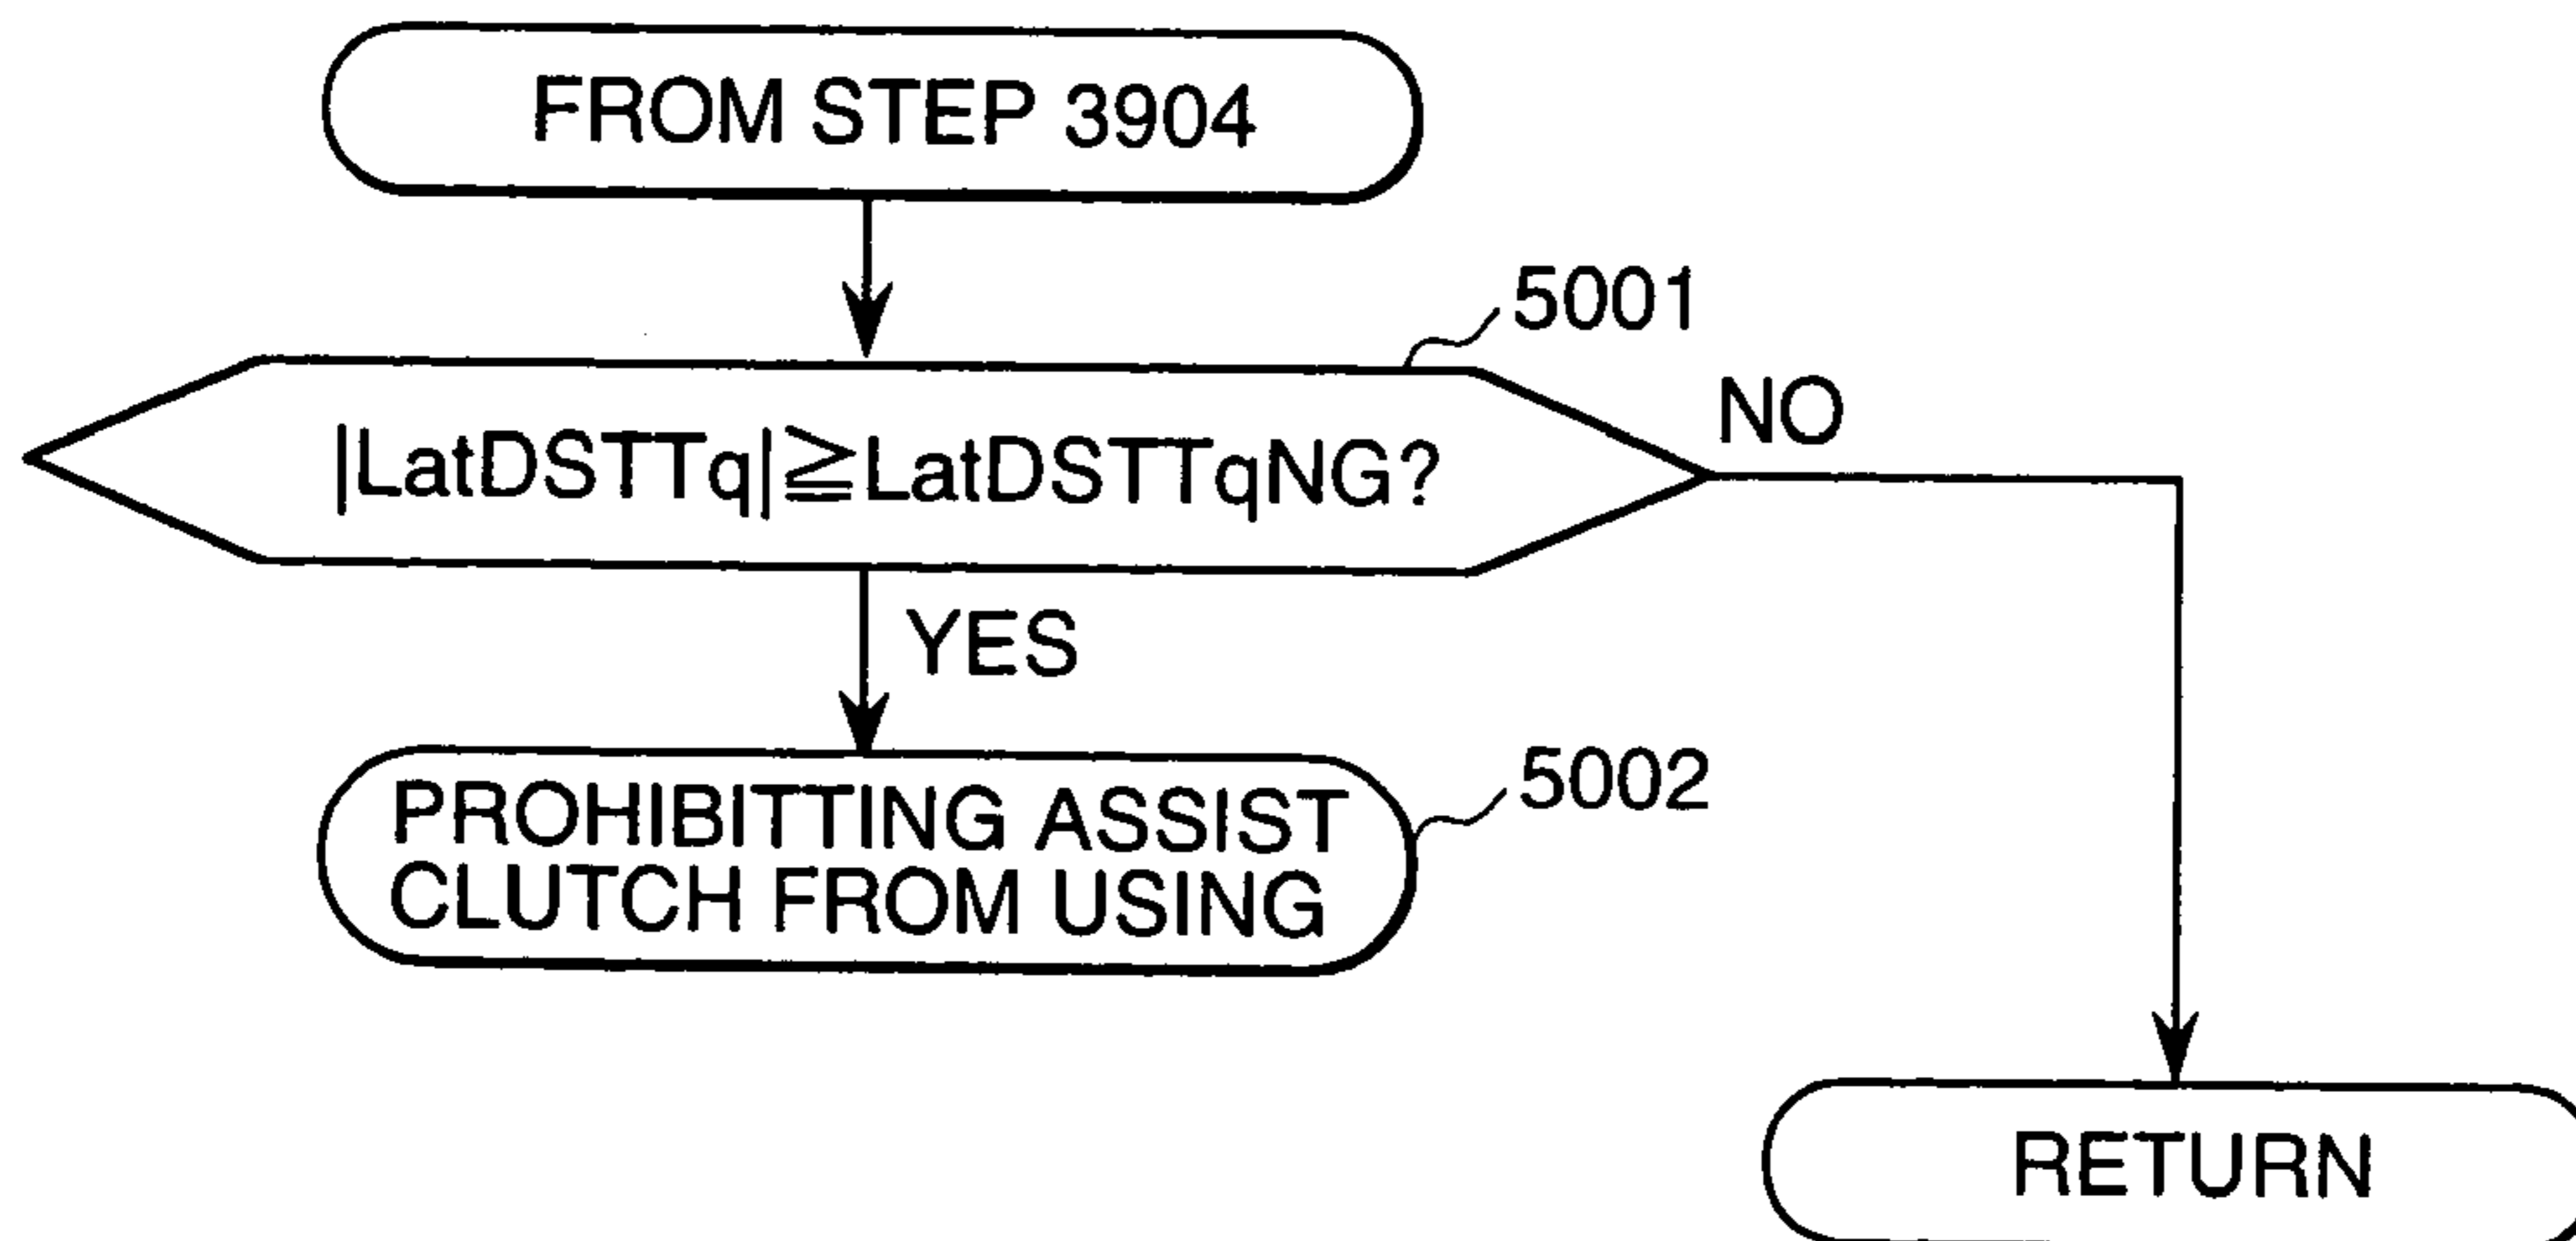 FROM STEP 3904
5001
|LatDSTTq|≧LatDSTTqNG?
NO
YES
PROHIBITTING ASSIST
CLUTCH FROM USING
5002
RETURN